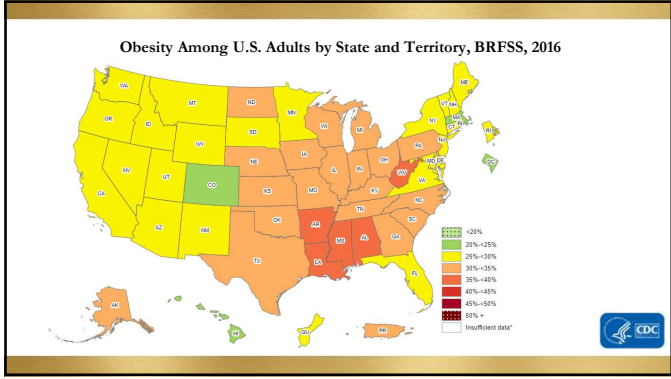 Obesity Among U.S. Adults by State and Territory, BRFSS, 2016
WA
MT
ND
MN
ME
VT NH
OR
ID
WY
SD
WI
MI
NY
MA
RI
CT
RI
NV
UT
CO
NE
IA
IL
IN
OH
PA
NJ
MD DE
DC
WV
VA
CA
KS
MO
KY
NC
TN
AZ
NM
OK
AR
SC
MS
AL
GA
TX
LA
FL
AK
HI
GU
PR
<20%
20%-<25%
25%-<30%
30%-<35%
35%-<40%
40%-<45%
45%-<50%
50% +
Insufficient data*
CDC